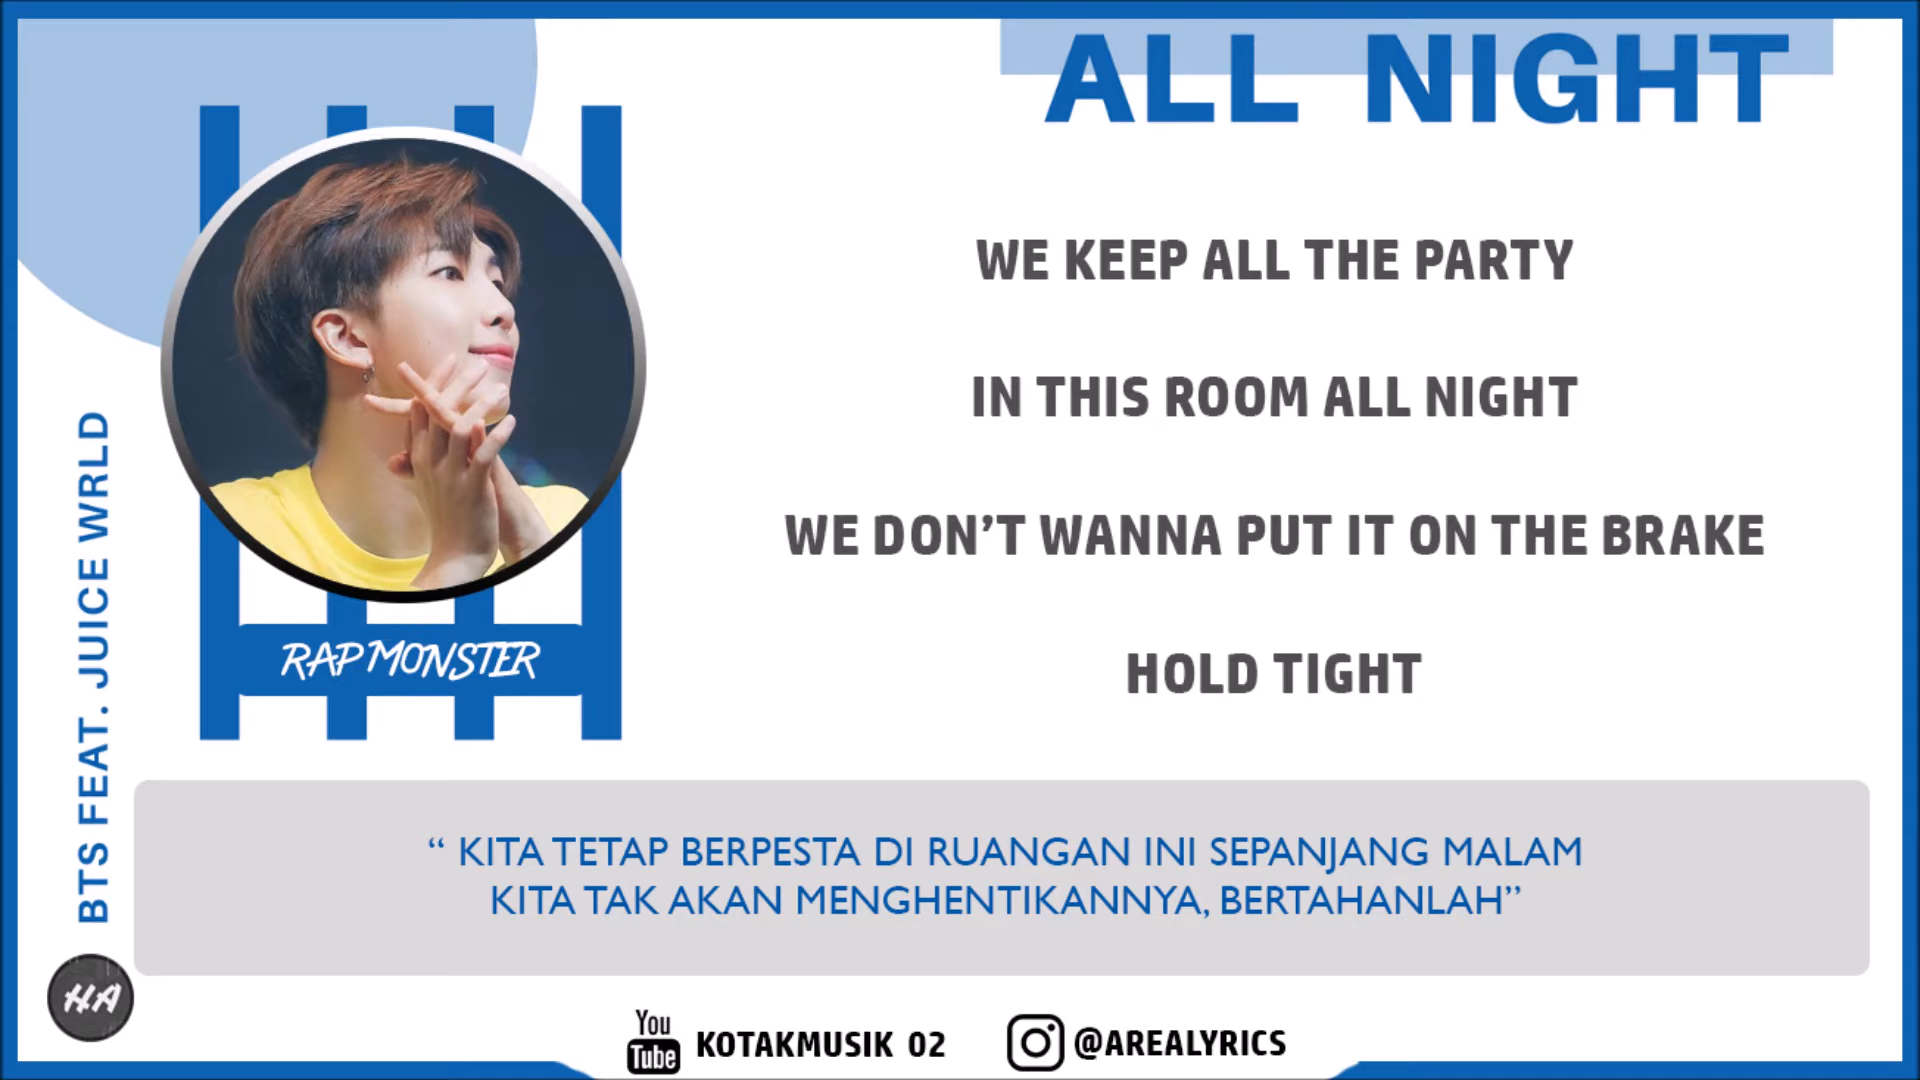 ALL NIGHT
WE KEEP ALL THE PARTY
IN THIS ROOM ALL NIGHT
WE DON’T WANNA PUT IT ON THE BRAKE
HOLD TIGHT
RAP MONSTER
BTS FEAT. JUICE WRLD
“ KITA TETAP BERPESTA DI RUANGAN INI SEPANJANG MALAM
KITA TAK AKAN MENGHENTIKANNYA, BERTAHANLAH”
HA
You
Tube
KOTAKMUSIK 02
@AREALYRICS